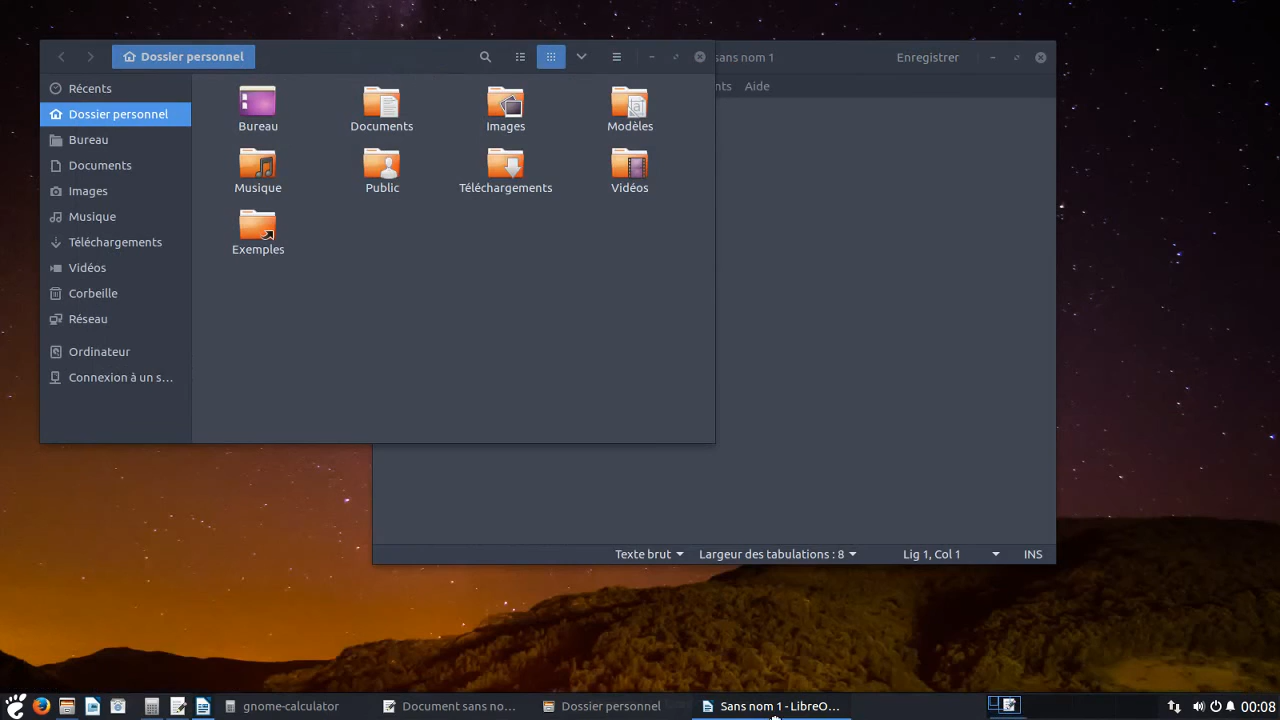 Dossier personnel
sans nom 1
Enregistrer
nts
Aide
Récents
Dossier personnel
Bureau
Documents
Images
Musique
Téléchargements
Vidéos
Corbeille
Réseau
Ordinateur
Connexion à un s...
Bureau
Documents
Images
Modèles
Musique
Public
Téléchargements
Vidéos
Exemples
Texte brut
Largeur des tabulations : 8
Lig 1, Col 1
INS
gnome-calculator
Document sans no...
Dossier personnel
Sans nom 1 - LibreO...
00:08